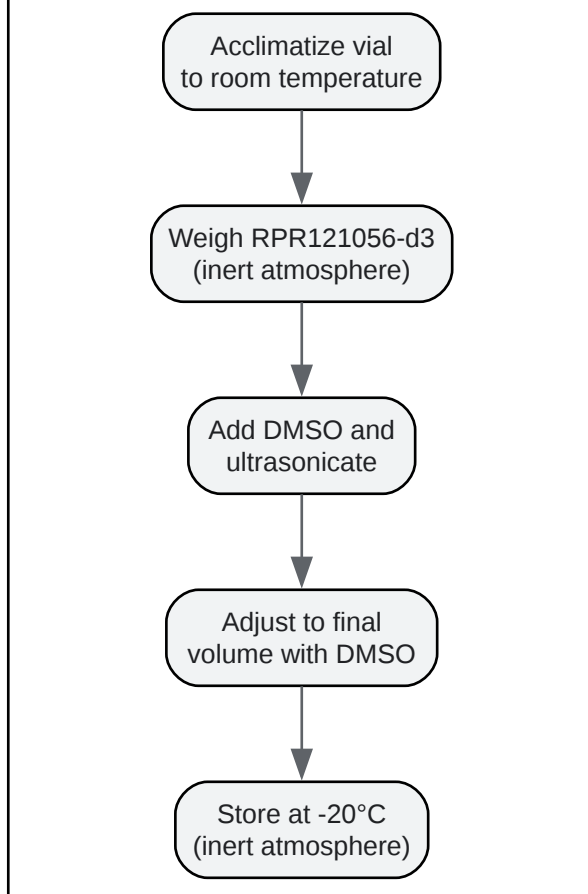 Acclimatize vial
to room temperature
Weigh RPR121056-d3
(inert atmosphere)
Add DMSO and
ultrasonicate
Adjust to final
volume with DMSO
Store at -20°C
(inert atmosphere)